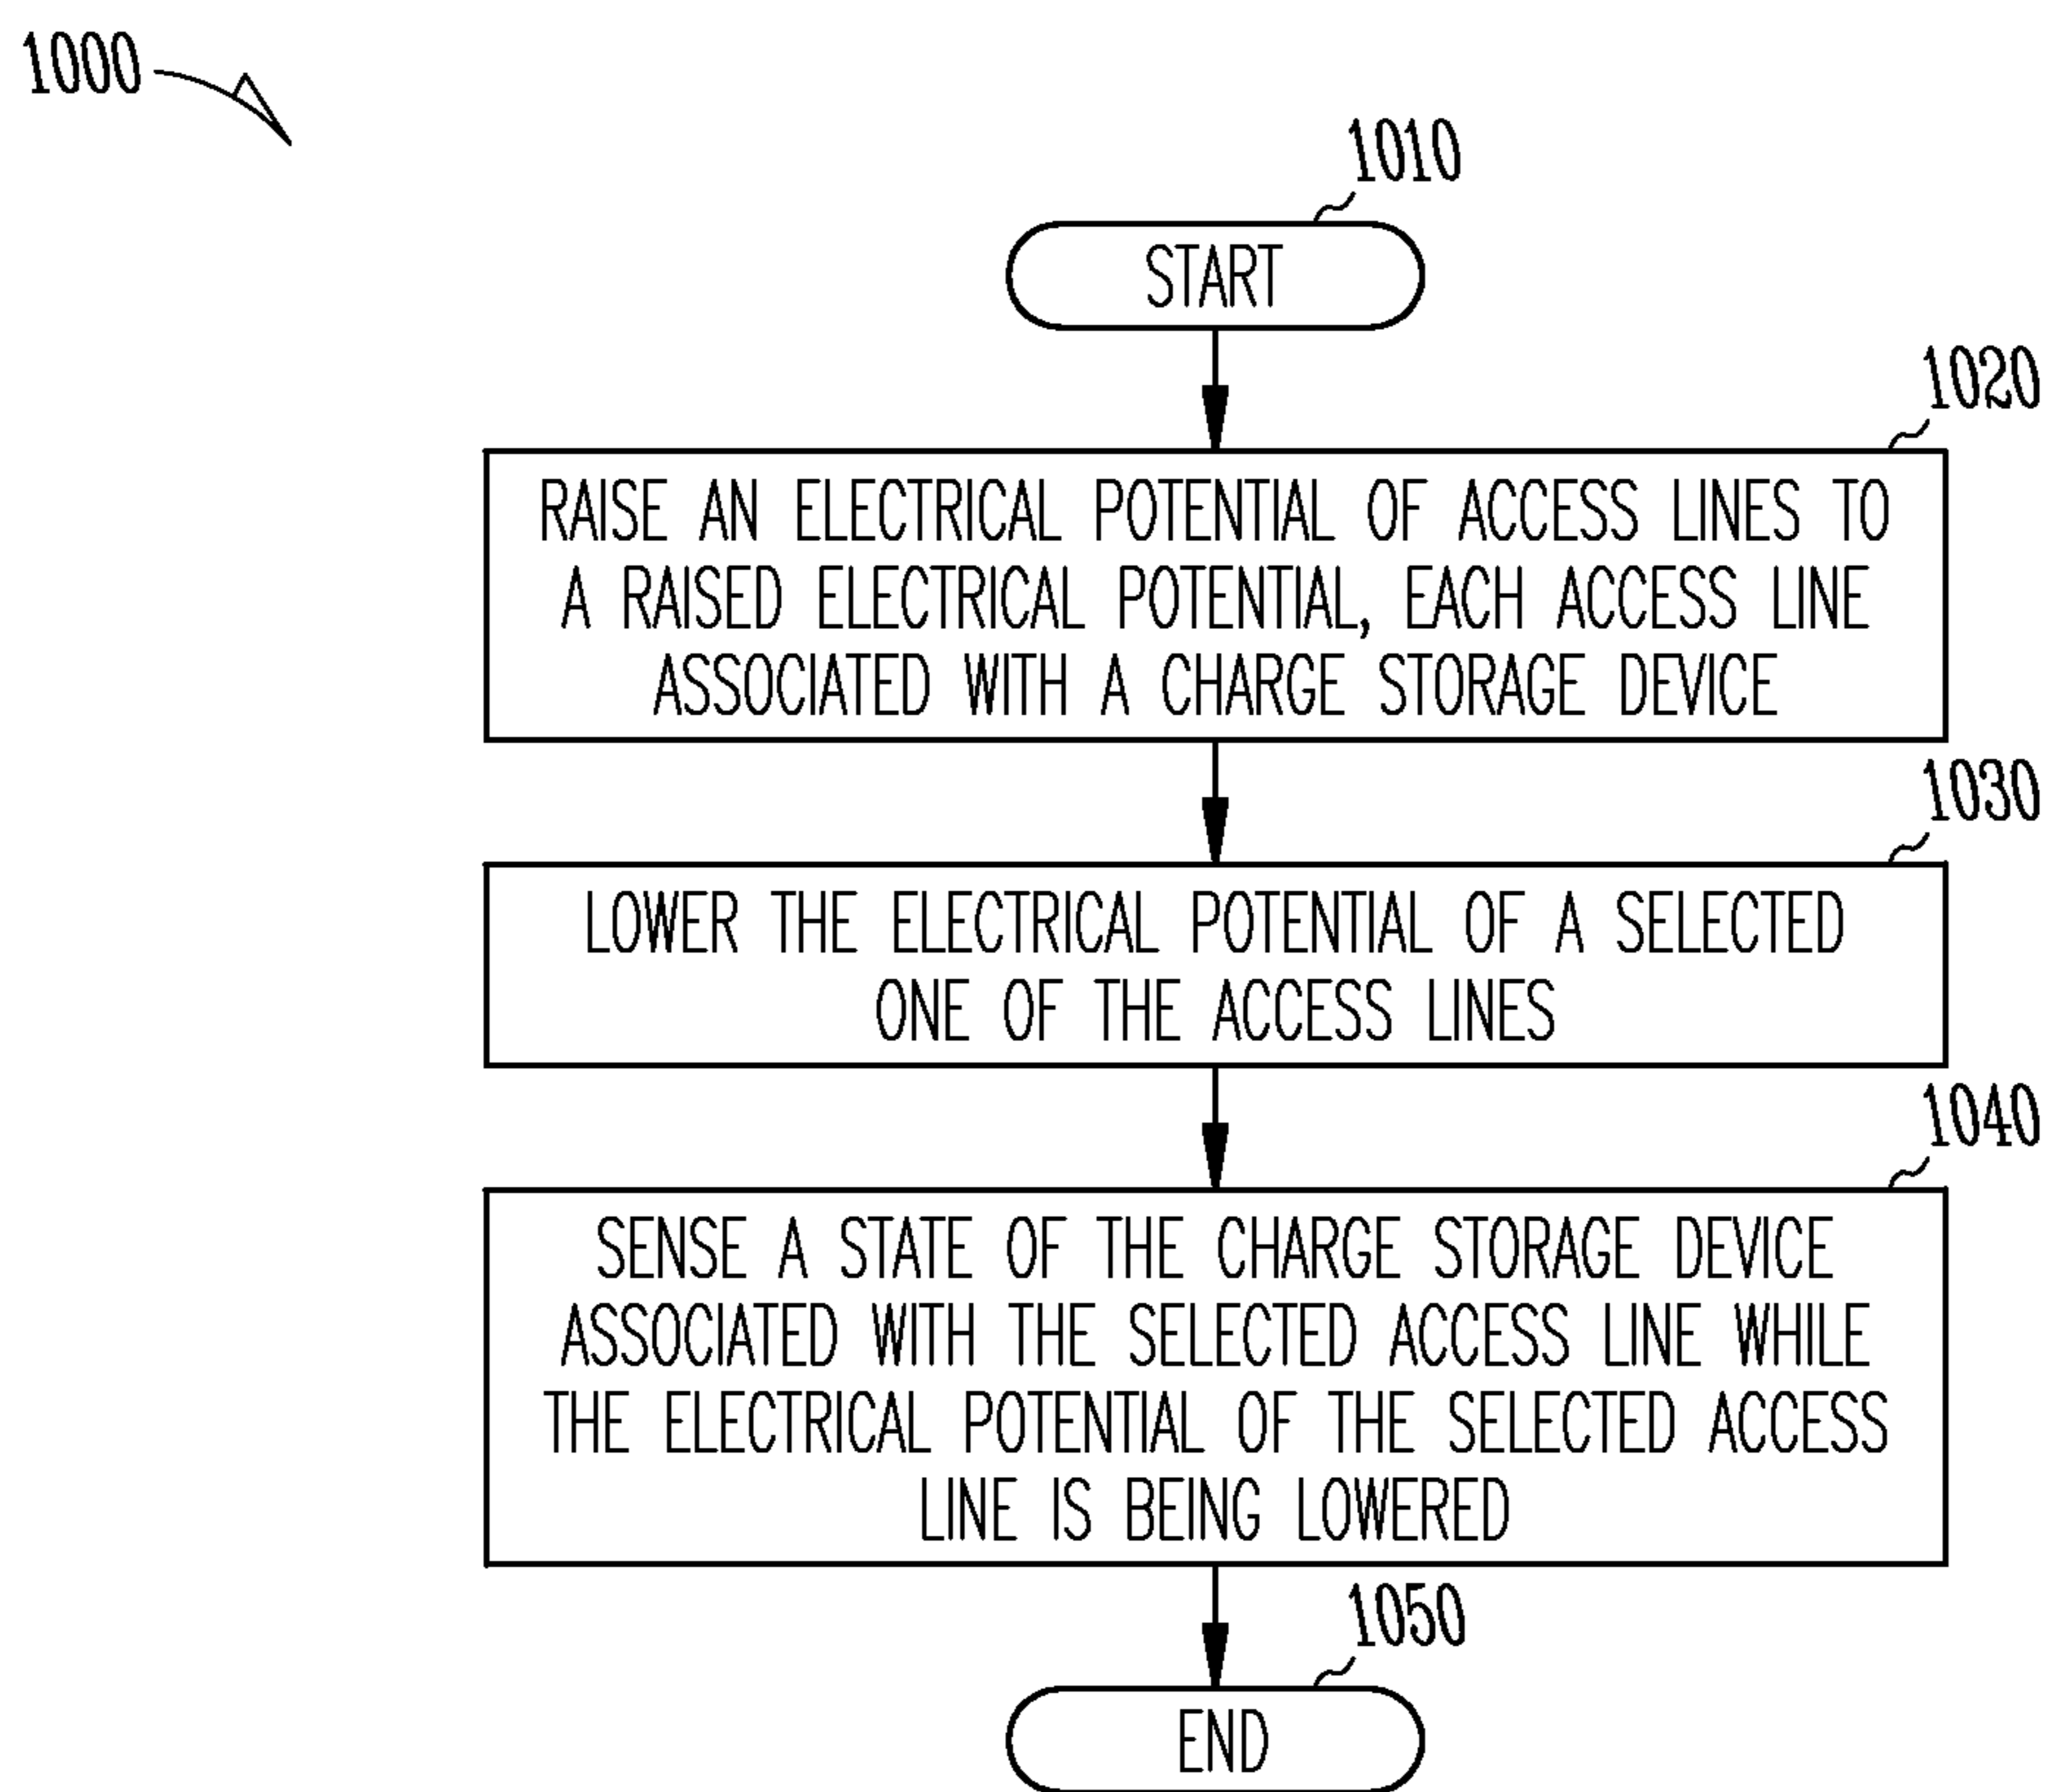 1000
1010
START
1020
RAISE AN ELECTRICAL POTENTIAL OF ACCESS LINES TO
A RAISED ELECTRICAL POTENTIAL, EACH ACCESS LINE
ASSOCIATED WITH A CHARGE STORAGE DEVICE
1030
LOWER THE ELECTRICAL POTENTIAL OF A SELECTED
ONE OF THE ACCESS LINES
1040
SENSE A STATE OF THE CHARGE STORAGE DEVICE
ASSOCIATED WITH THE SELECTED ACCESS LINE WHILE
THE ELECTRICAL POTENTIAL OF THE SELECTED ACCESS
LINE IS BEING LOWERED
1050
END